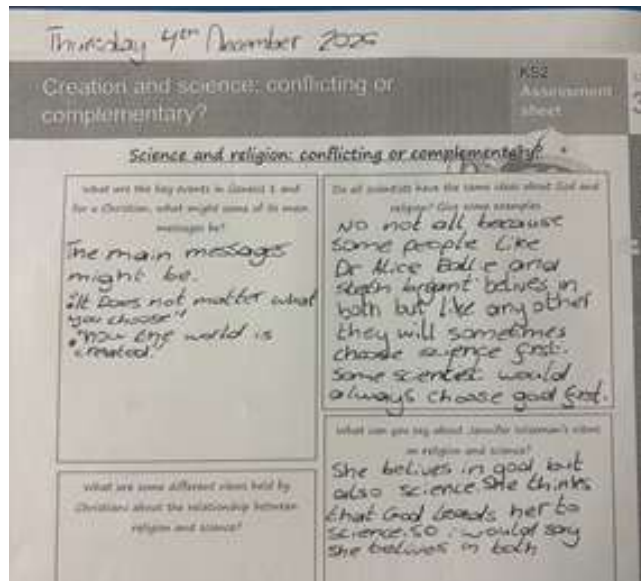 Thursday 4th December 2025
Creation and science: conflicting or
complementary?
KS2
Assessment
sheet
Science and religion: conflicting or complementary?
What are the key events in Genesis 1 and
for a Christian, what might some of its main
messages be?
The main messages
might be.
• "It Does not matter what
you choose"
• "how the world is
created"
Do all scientists have the same ideas about God and
religion? Give some examples
No not all, because
some people like
Dr Alice and
belives in
both but like any other
they will sometimes
choose science first.
Some would
always choose god first.
What can you say about Jennifer Wiseman's views
on religion and science?
She belives in god but
also science. She thinks
that God leads her to
science. so i would say
she belives in both
What are some different views held by
Christians about the relationship between
religion and science?